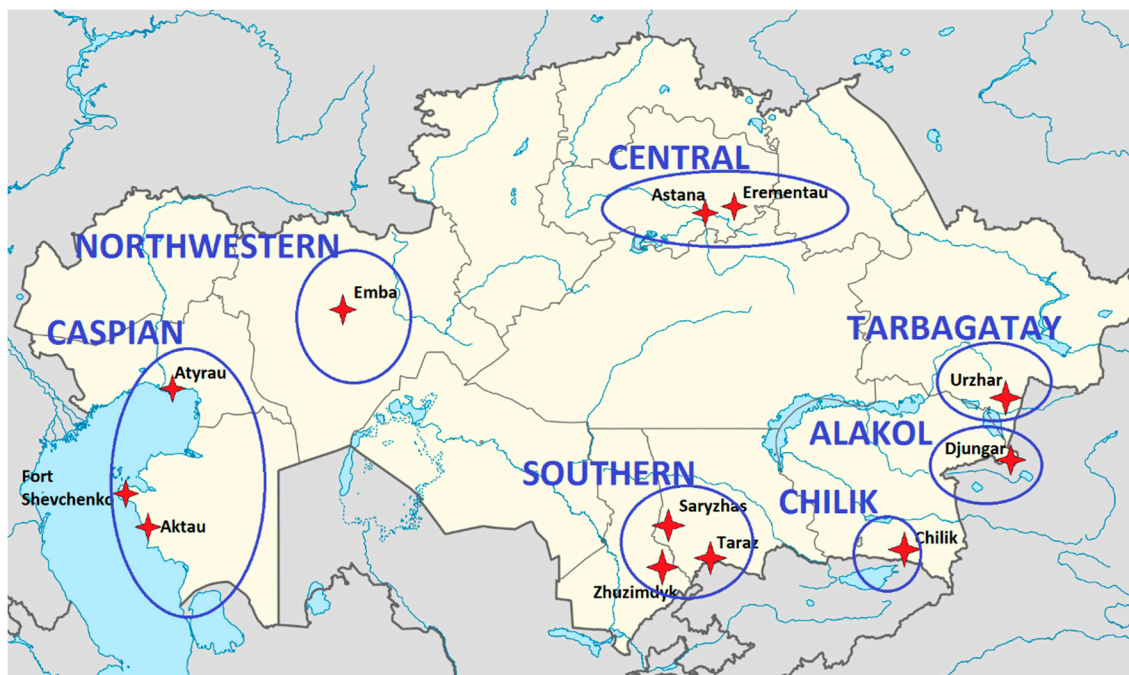 CENTRAL
Astana
Erementau
NORTHWESTERN
Emba
CASPIAN
Atyrau
TARBAGATAY
Urzhar
ALAKOL
Djungar
SOUTHERN
Saryzhas
Fort
Shevchenko
Aktau
CHILIK
Chilik
Taraz
Zhuzimdyk